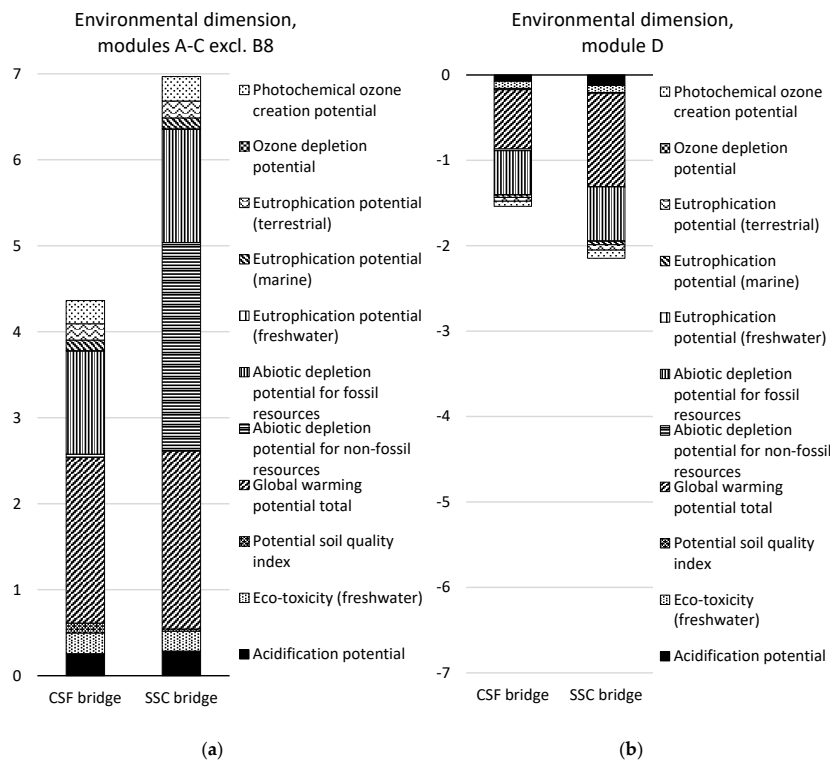 Environmental dimension,
modules A-C excl. B8
7
6
5
4
3
2
1
0
CSF bridge
SSC bridge
Photochemical ozone
creation potential
Ozone depletion
potential
Eutrophication potential
(terrestrial)
Eutrophication potential
(marine)
Eutrophication potential
(freshwater)
Abiotic depletion
potential for fossil
resources
Abiotic depletion
potential for non-fossil
resources
Global warming
potential total
Potential soil quality
index
Eco-toxicity (freshwater)
Acidification potential
(a)
Environmental dimension,
module D
0
-1
-2
-3
-4
-5
-6
-7
CSF bridge
SSC bridge
Photochemical ozone
creation potential
Ozone depletion
potential
Eutrophication
potential (terrestrial)
Eutrophication
potential (marine)
Eutrophication
potential (freshwater)
Abiotic depletion
potential for fossil
resources
Abiotic depletion
potential for non-fossil
resources
Global warming
potential total
Potential soil quality
index
Eco-toxicity
(freshwater)
Acidification potential
(b)